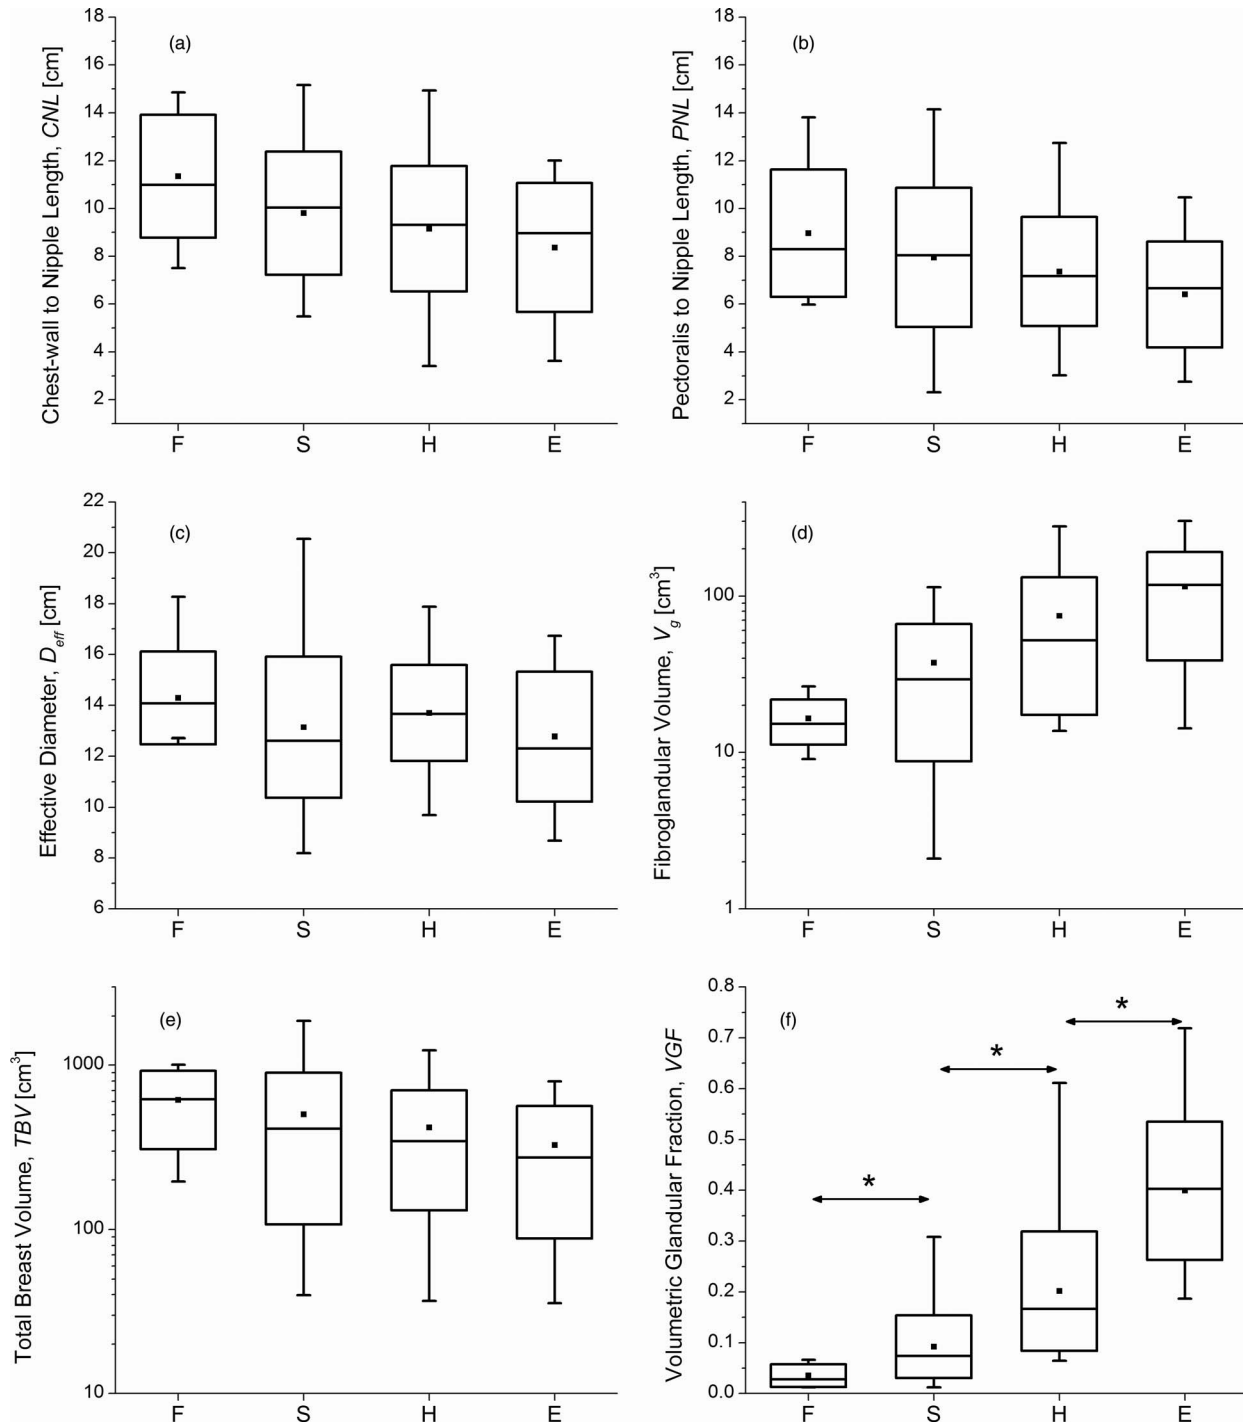 (a)
Chest-wall to Nipple Length, CNL [cm]
18
16
14
12
10
8
6
4
2
F S H E
(b)
Pectoralis to Nipple Length, PNL [cm]
18
16
14
12
10
8
6
4
2
F S H E
(c)
Effective Diameter, Deff [cm]
22
20
18
16
14
12
10
8
6
F S H E
(d)
Fibroglandular Volume, Vg [cm³]
100
10
1
F S H E
(e)
Total Breast Volume, TBV [cm³]
1000
100
10
F S H E
(f)
Volumetric Glandular Fraction, VGF
0.8
0.7
0.6
0.5
0.4
0.3
0.2
0.1
0.0
*
*
*
F S H E